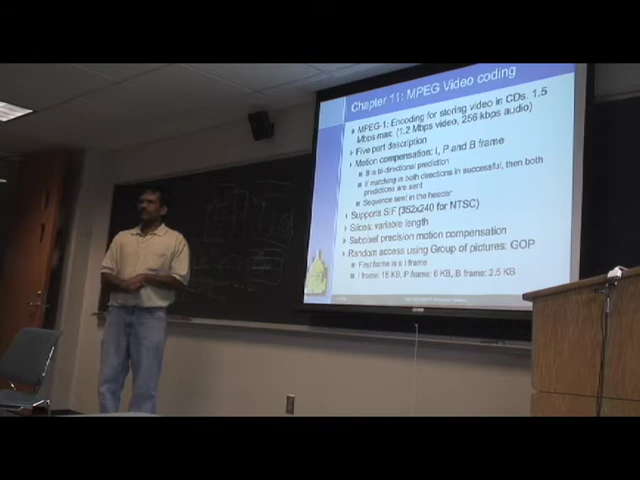 Chapter 11: MPEG Video coding
MPEG-1: Encoding for storing video in CDs. 1.5
Mbps max. (1.2 Mbps video, 256 kbps audio)
Five part description
Motion compensation: I, P and B frame
B is bi-directional prediction
If matching in both directions in successful, then both
predictions are sent
Sequence sent in the header
Supports SIF (352x240 for NTSC)
Slices: variable length
Subpixel precision motion compensation
Random access using Group of pictures: GOP
First frame is a I frame
I frame: 18 KB, P frame: 6 KB, B frame: 2.5 KB